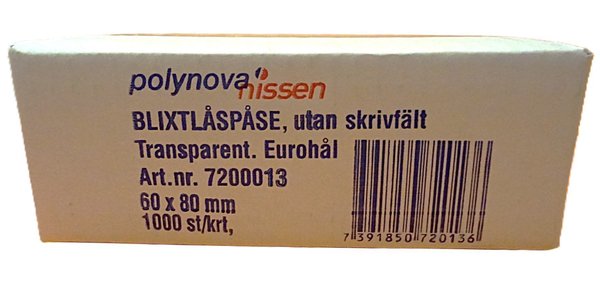 polynova nissen
BLIXTLÅSPÅSE, utan skrivfält
Transparent. Eurohål
Art.nr. 7200013
60 x 80 mm
1000 st/krt,
7 391850 720136